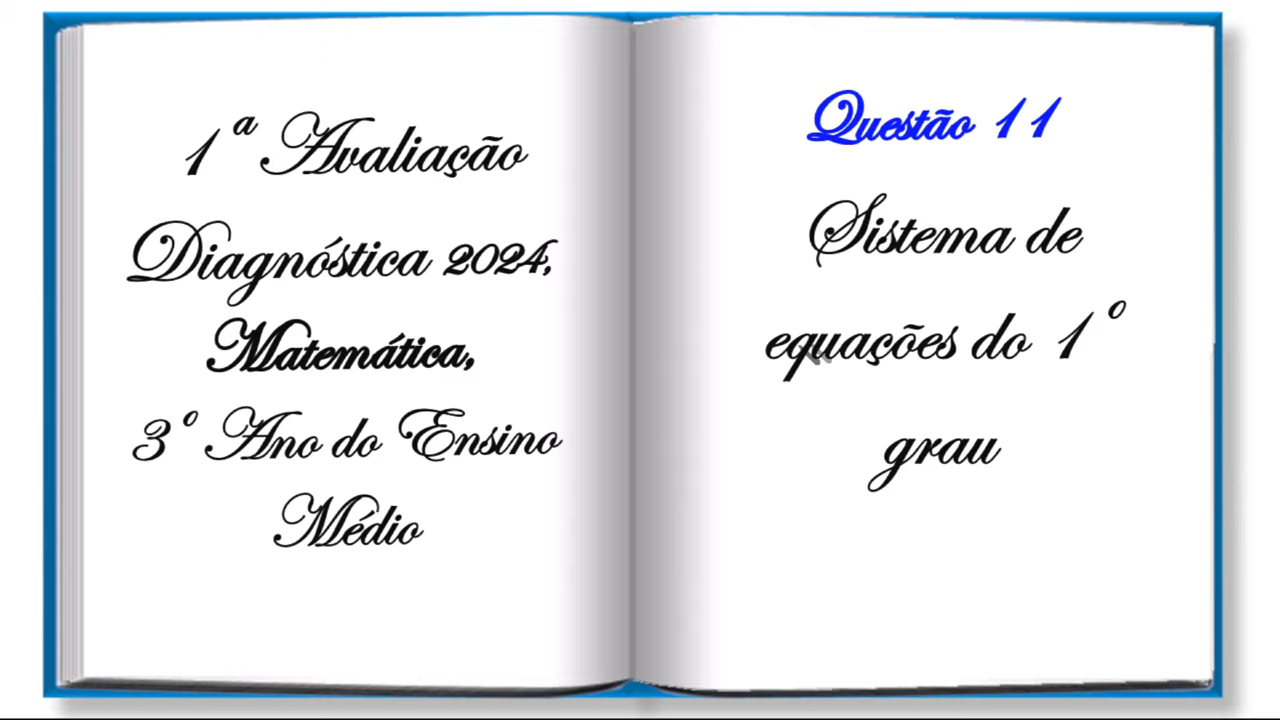 1ª Avaliação
Diagnóstica 2024,
Matemática,
3º Ano do Ensino
Médio
Questão 11
Sistema de
equações do 1º
grau